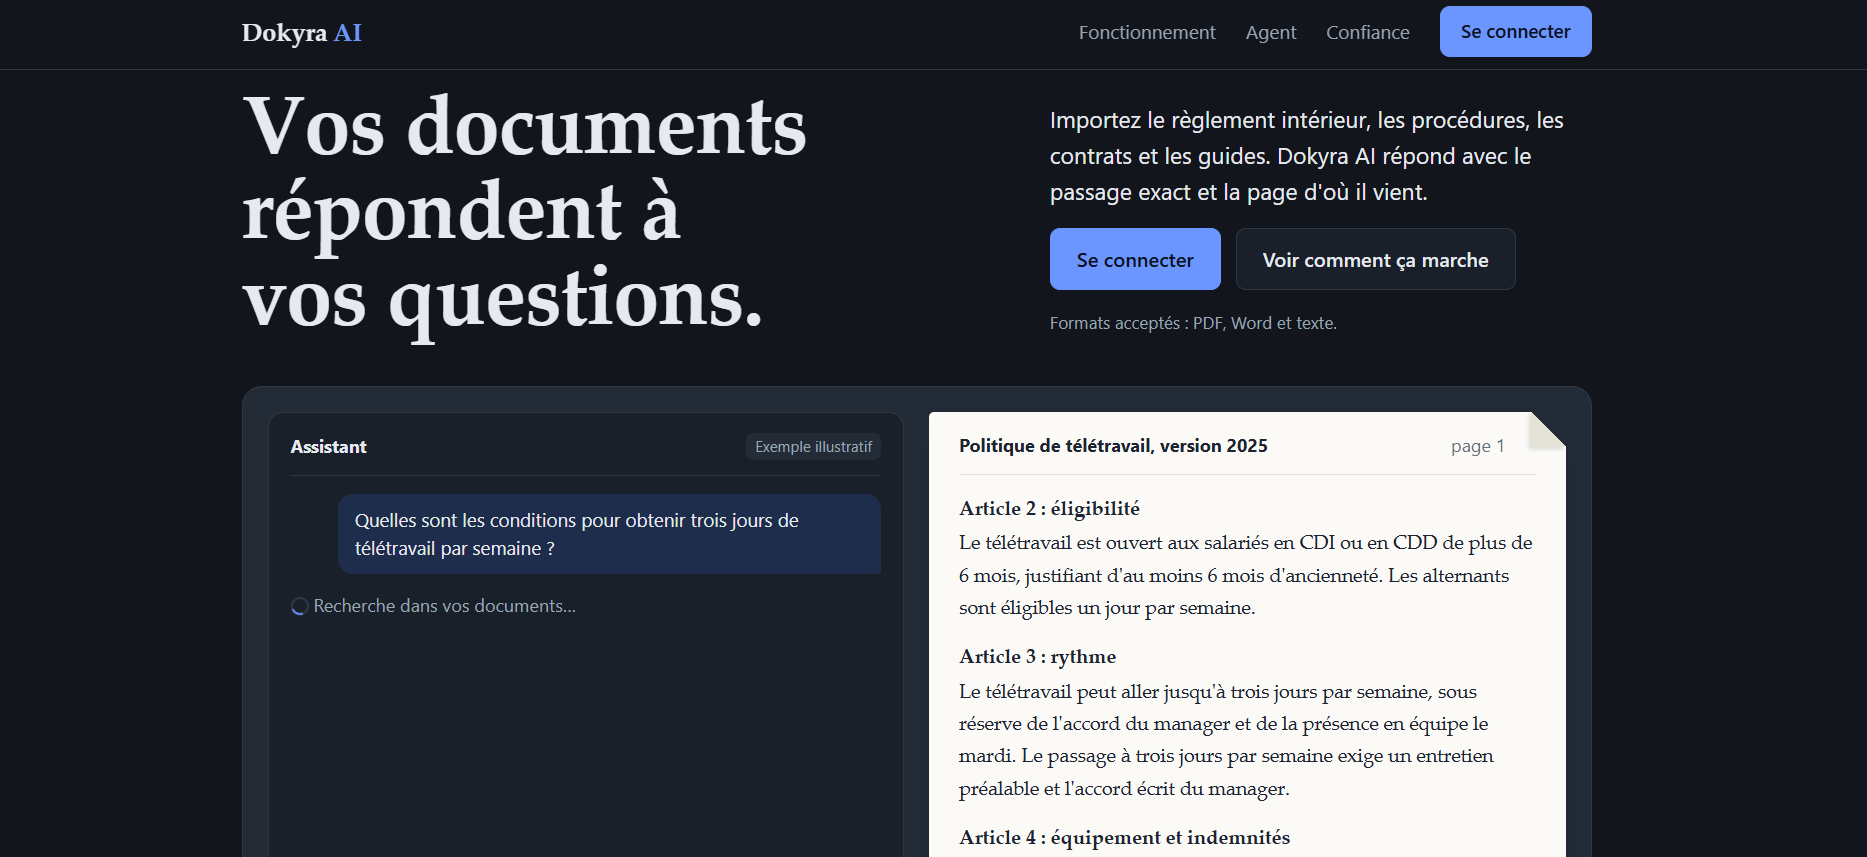 Dokyra AI
Fonctionnement
Agent
Confiance
Se connecter
Vos documents
répondent à
vos questions.
Importez le règlement intérieur, les procédures, les
contrats et les guides. Dokyra AI répond avec le
passage exact et la page d'où il vient.
Se connecter
Voir comment ça marche
Formats acceptés : PDF, Word et texte.
Assistant
Exemple illustratif
Quelles sont les conditions pour obtenir trois jours de
télétravail par semaine ?
Recherche dans vos documents...
Politique de télétravail, version 2025
page 1
Article 2 : éligibilité
Le télétravail est ouvert aux salariés en CDI ou en CDD de plus de
6 mois, justifiant d'au moins 6 mois d'ancienneté. Les alternants
sont éligibles un jour par semaine.
Article 3 : rythme
Le télétravail peut aller jusqu'à trois jours par semaine, sous
réserve de l'accord du manager et de la présence en équipe le
mardi. Le passage à trois jours par semaine exige un entretien
préalable et l'accord écrit du manager.
Article 4 : équipement et indemnités